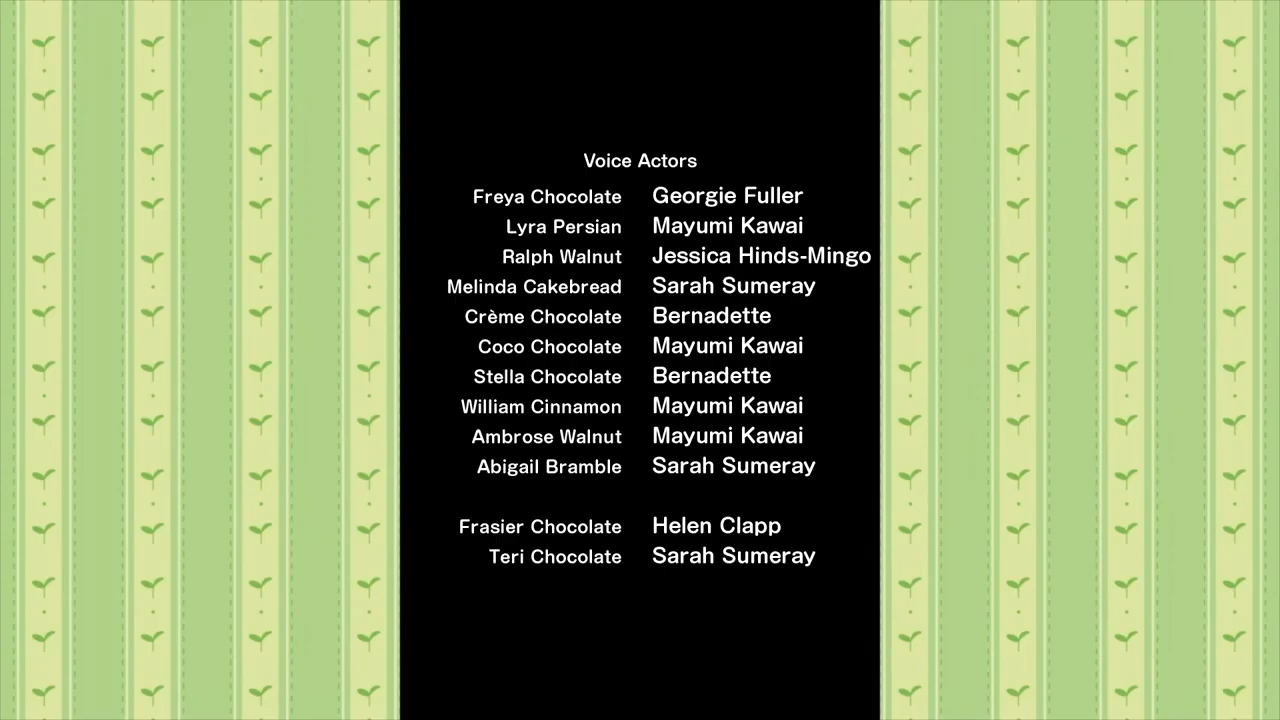 Voice Actors
Freya Chocolate Georgie Fuller
Lyra Persian Mayumi Kawai
Ralph Walnut Jessica Hinds-Mingo
Melinda Cakebread Sarah Sumeray
Crème Chocolate Bernadette
Coco Chocolate Mayumi Kawai
Stella Chocolate Bernadette
William Cinnamon Mayumi Kawai
Ambrose Walnut Mayumi Kawai
Abigail Bramble Sarah Sumeray
Frasier Chocolate Helen Clapp
Teri Chocolate Sarah Sumeray